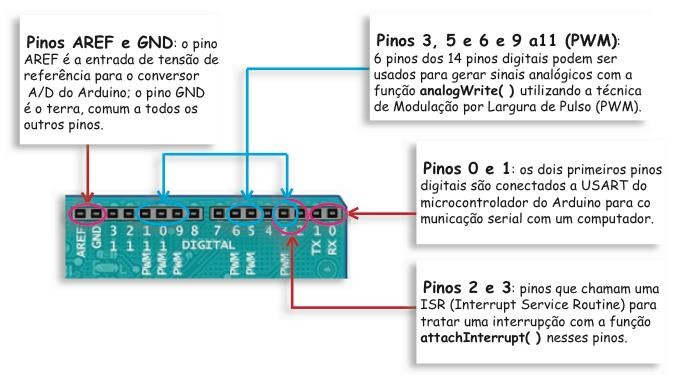 Pinos AREF e GND: o pino
AREF é a entrada de tensão de
referência para o conversor
A/D do Arduino; o pino GND
é o terra, comum a todos os
outros pinos.
Pinos 3, 5 e 6 e 9 a11 (PWM):
6 pinos dos 14 pinos digitais podem ser
usados para gerar sinais analógicos com a
função analogWrite( ) utilizando a técnica
de Modulação por Largura de Pulso (PWM).
Pinos 0 e 1: os dois primeiros pinos
digitais são conectados a USART do
microcontrolador do Arduino para co
municação serial com um computador.
AREF GND 3 2 1 0 9 8 7 6 5 4 3 2 1 0
1 1 1 1 DIGITAL TX RX
PWM PWM PWM PWM PWM PWM
Pinos 2 e 3: pinos que chamam uma
ISR (Interrupt Service Routine) para
tratar uma interrupção com a função
attachInterrupt( ) nesses pinos.